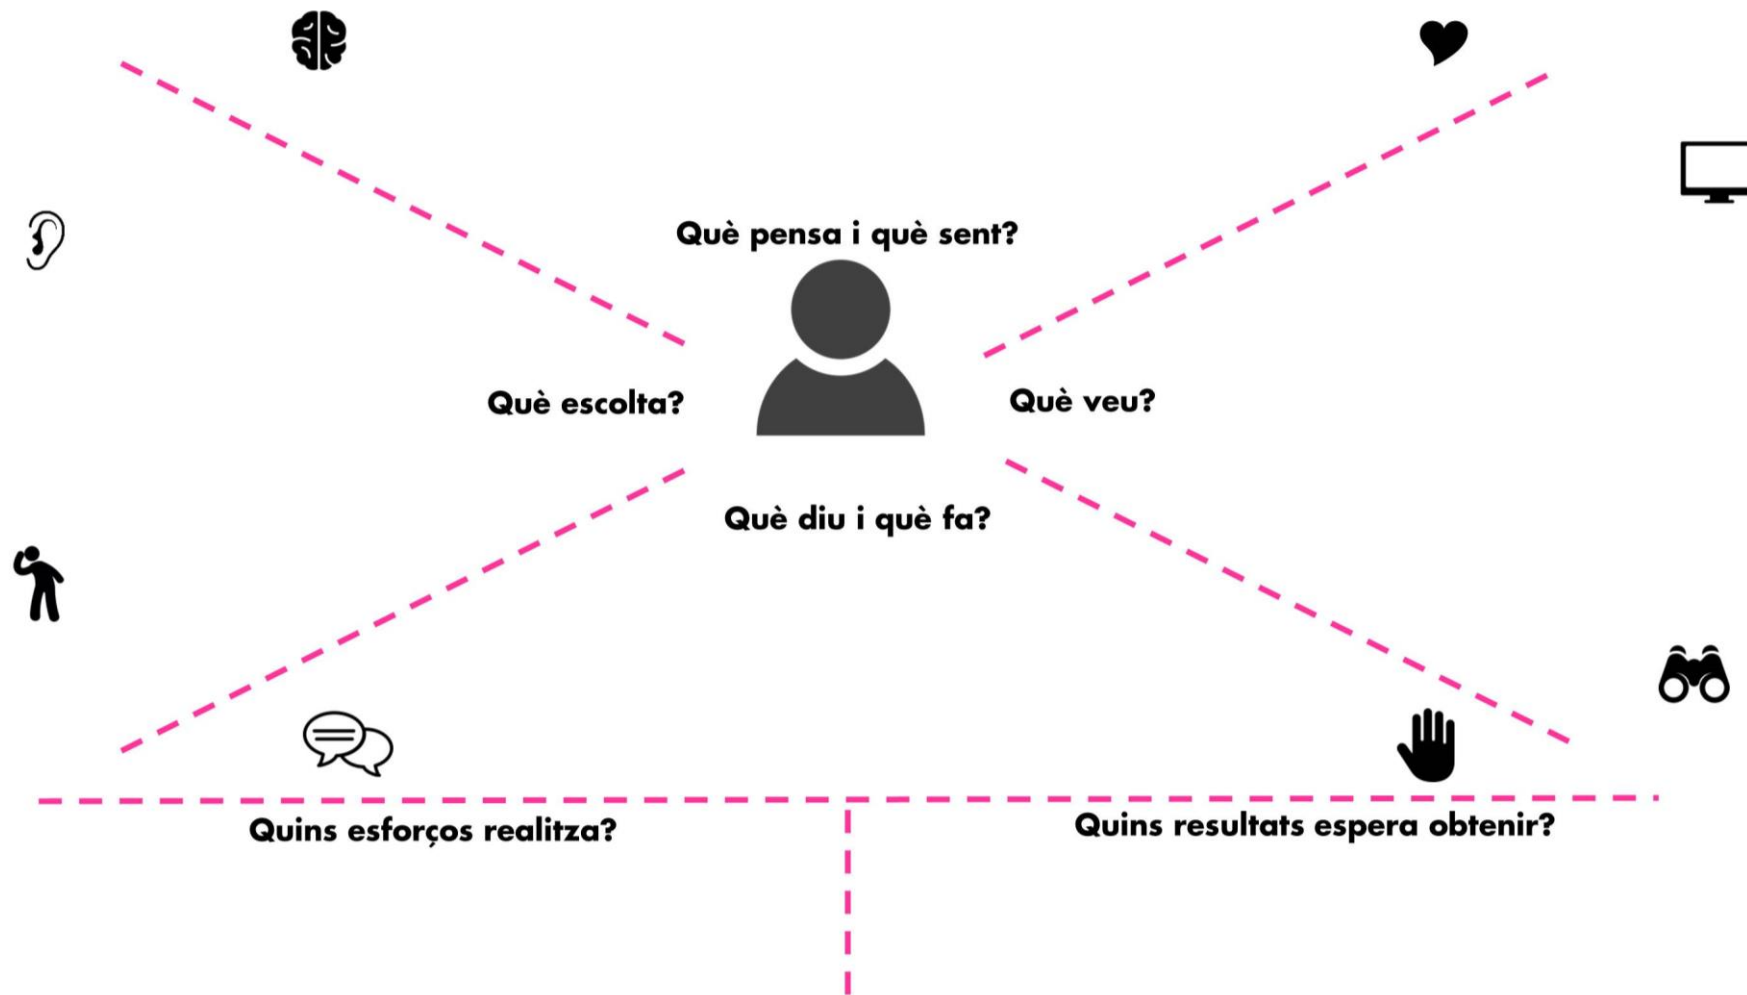 Què pensa i què sent?
Què escolta?
Què veu?
Què diu i què fa?
Quins esforços realitza?
Quins resultats espera obtenir?